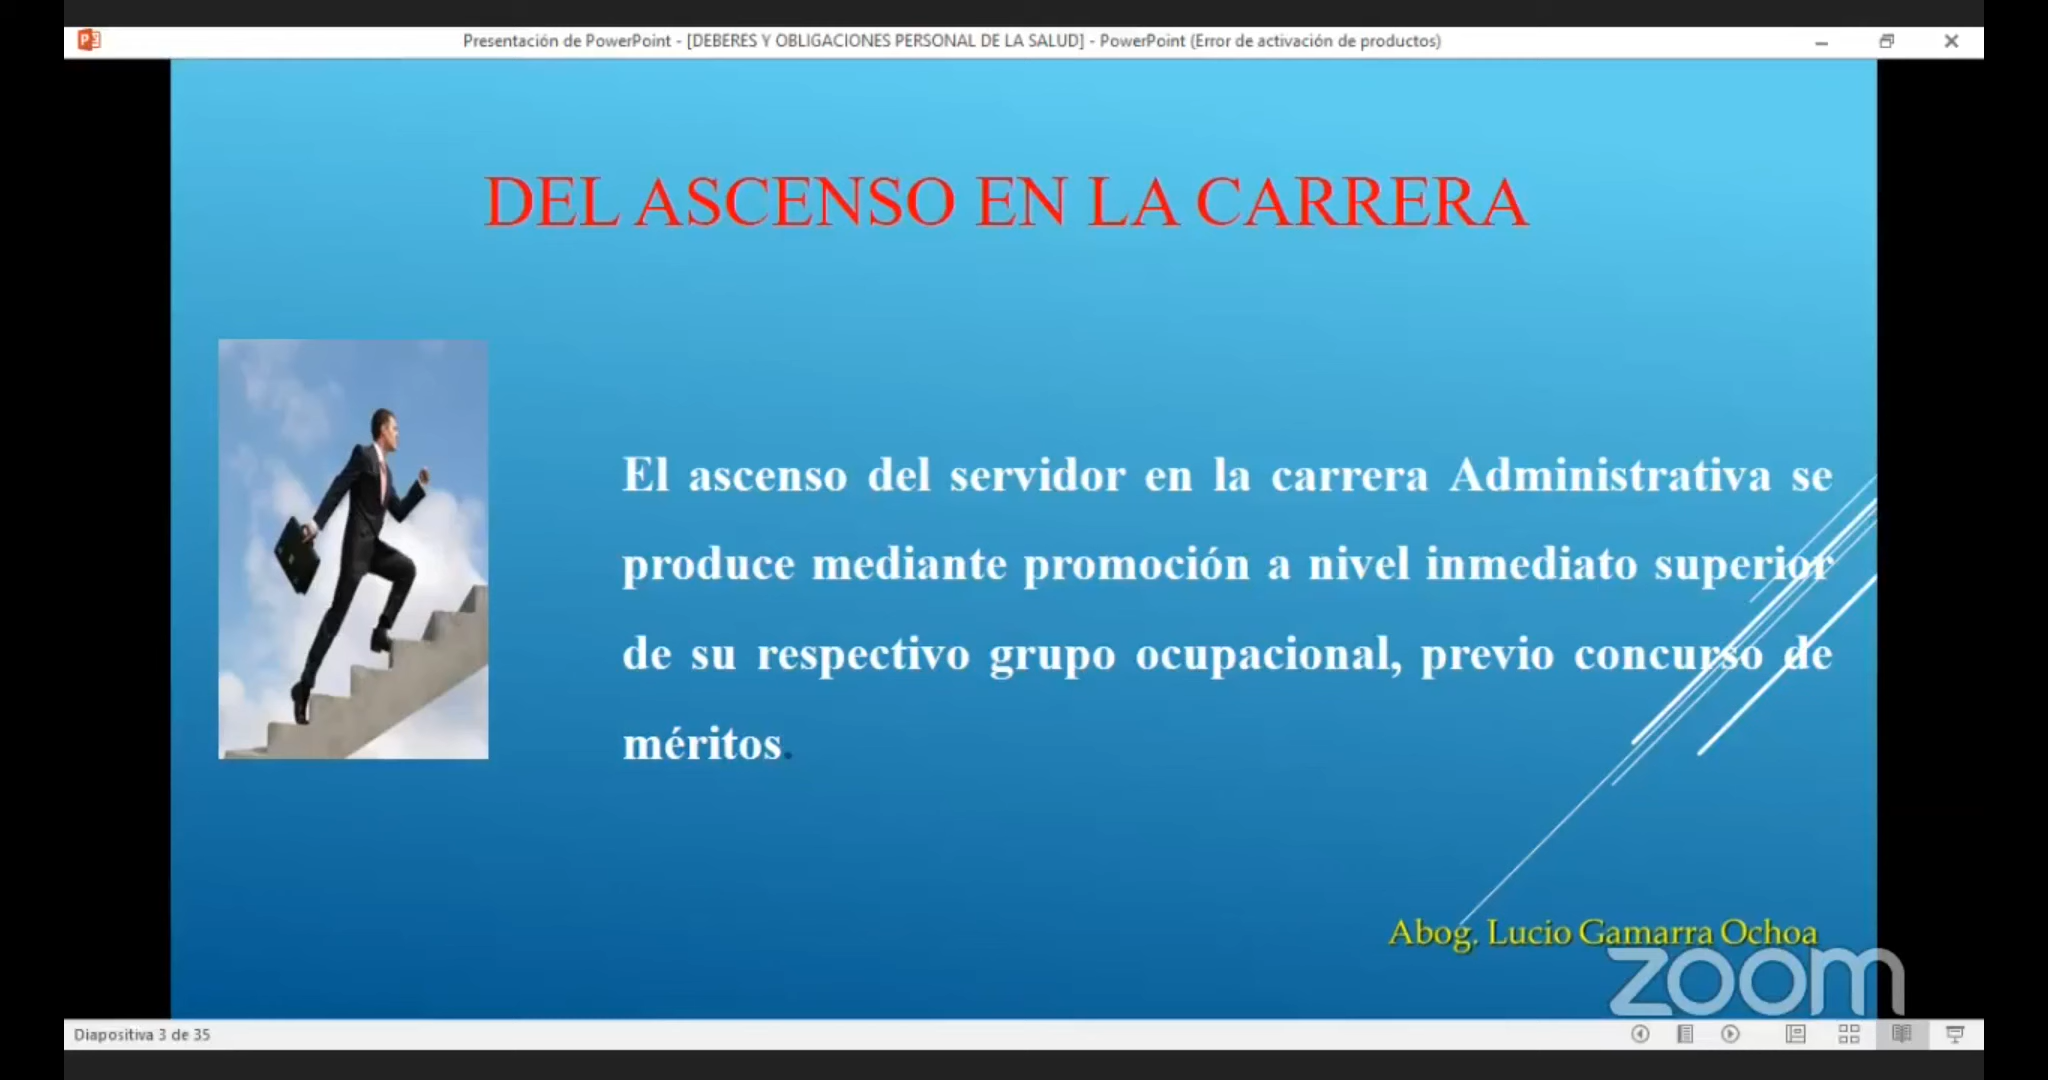 Presentación de PowerPoint - [DEBERES Y OBLIGACIONES PERSONAL DE LA SALUD] - PowerPoint (Error de activación de productos)
DEL ASCENSO EN LA CARRERA
El ascenso del servidor en la carrera Administrativa se
produce mediante promoción a nivel inmediato superior
de su respectivo grupo ocupacional, previo concurso de
méritos.
Abog. Lucio Gamarra Ochoa
zoom
Diapositiva 3 de 35